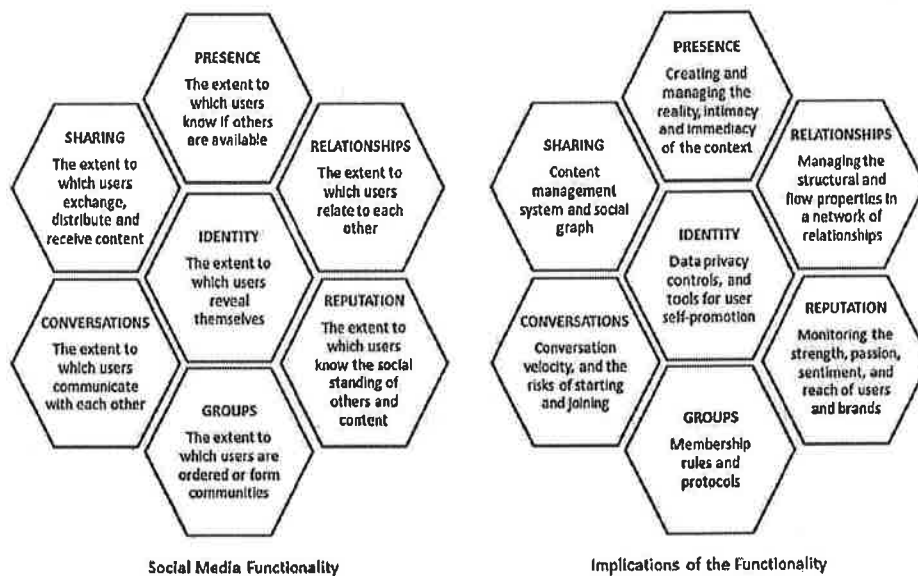 PRESENCE
The extent to
which users
know if others
are available
SHARING
The extent to
which users
exchange,
distribute and
receive content
RELATIONSHIPS
The extent to
which users
relate to each
other
IDENTITY
The extent to
which users
reveal
themselves
CONVERSATIONS
The extent to
which users
communicate
with each other
REPUTATION
The extent to
which users
know the social
standing of
others and
content
GROUPS
The extent to
which users are
ordered or form
communities
Social Media Functionality
PRESENCE
Creating and
managing the
reality, intimacy
and immediacy
of the context
SHARING
Content
management
system and social
graph
RELATIONSHIPS
Managing the
structural and
flow properties in
a network of
relationships
IDENTITY
Data privacy
controls, and
tools for user
self-promotion
CONVERSATIONS
Conversation
velocity, and the
risks of starting
and joining
REPUTATION
Monitoring the
strength, passion,
sentiment, and
reach of users
and brands
GROUPS
Membership
rules and
protocols
Implications of the Functionality